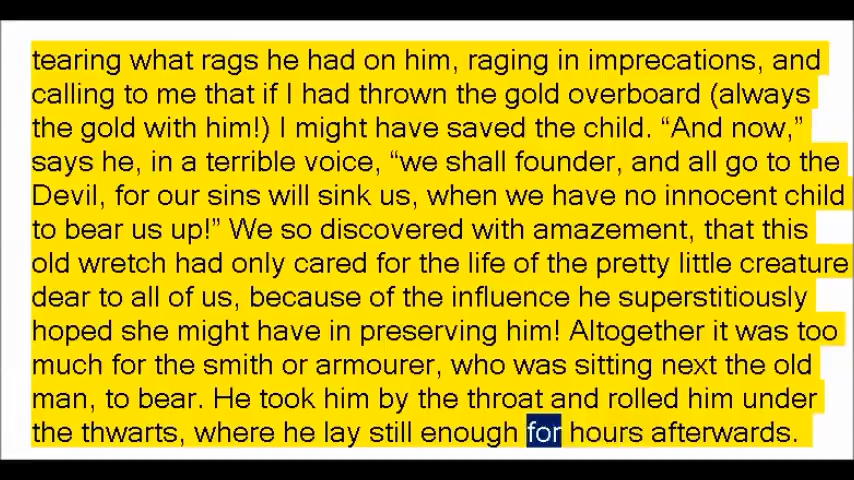 tearing what rags he had on him, raging in imprecations, and
calling to me that if I had thrown the gold overboard (always
the gold with him!) I might have saved the child. “And now,”
says he, in a terrible voice, “we shall founder, and all go to the
Devil, for our sins will sink us, when we have no innocent child
to bear us up!” We so discovered with amazement, that this
old wretch had only cared for the life of the pretty little creature
dear to all of us, because of the influence he superstitiously
hoped she might have in preserving him! Altogether it was too
much for the smith or armourer, who was sitting next the old
man, to bear. He took him by the throat and rolled him under
the thwarts, where he lay still enough for hours afterwards.